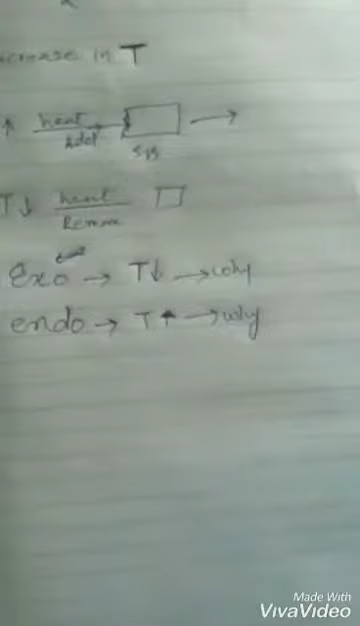 crease in T
↑ heat
Add
sys
T↓ heat
Remove
Exo → T↓ → why
endo → T↑ → why
Made With
VivaVideo